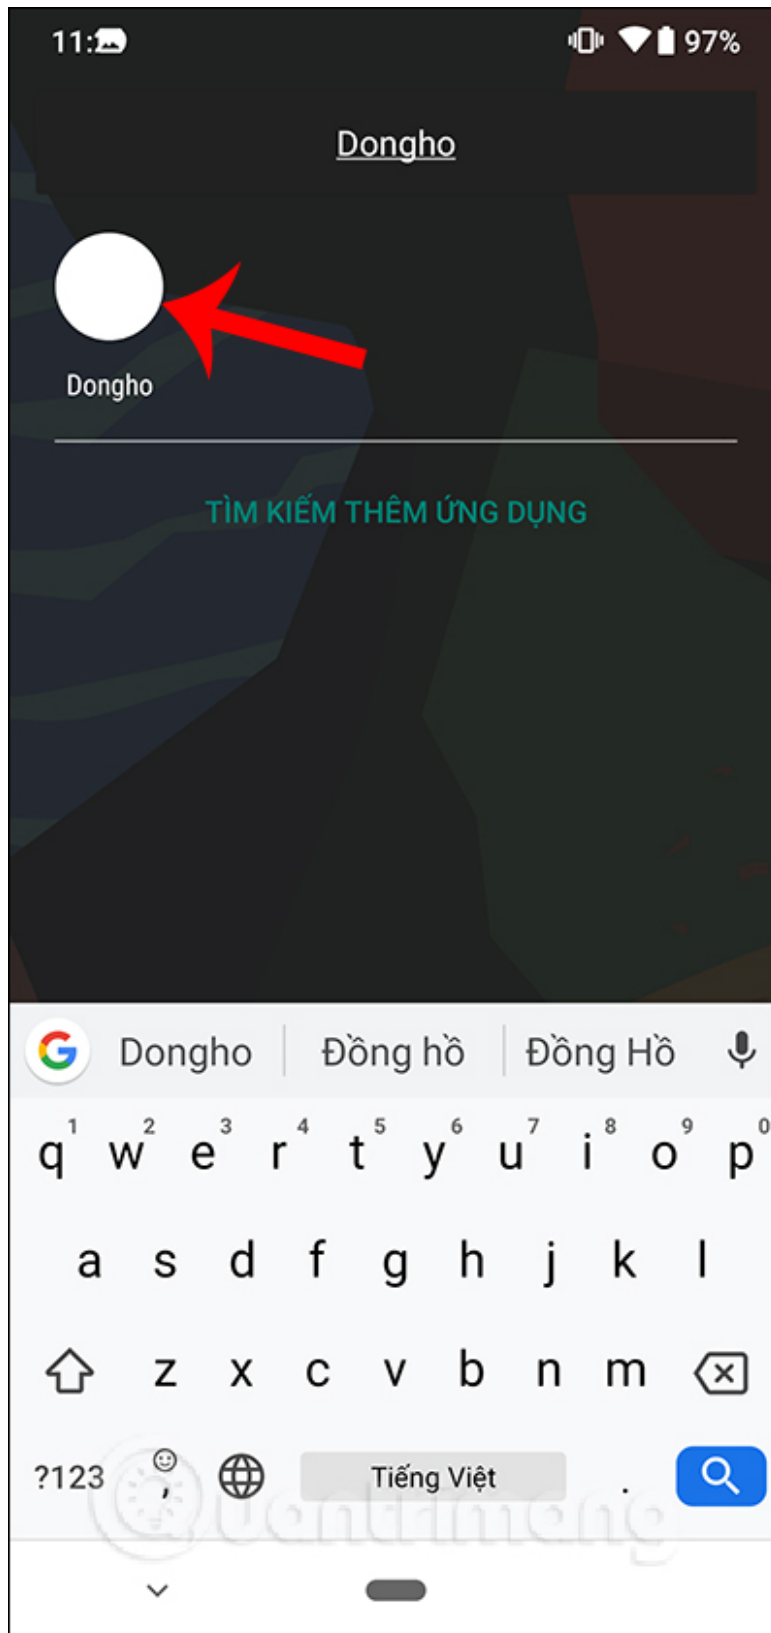 11:
97%
Dongho
Dongho
TÌM KIẾM THÊM ỨNG DỤNG
G Dongho Đồng hồ Đồng Hồ
1 2 3 4 5 6 7 8 9 0
q w e r t y u i o p
a s d f g h j k l
z x c v b n m
?123 , Tiếng Việt .
Quantrimang